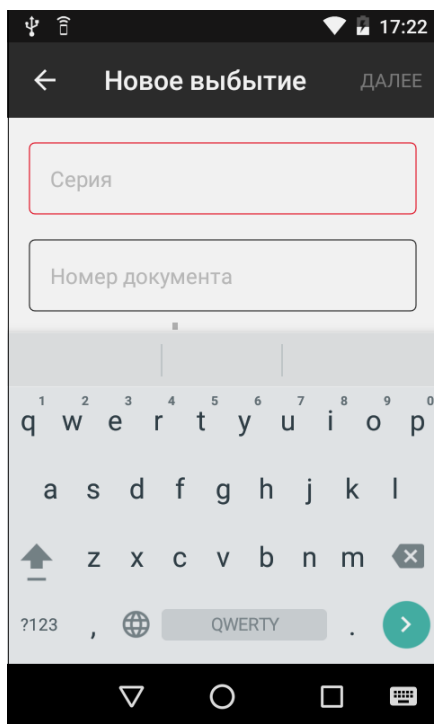 17:22
Новое выбытие ДАЛЕЕ
Серия
Номер документа
1 2 3 4 5 6 7 8 9 0
q w e r t y u i o p
a s d f g h j k l
z x c v b n m
?123 , QWERTY .